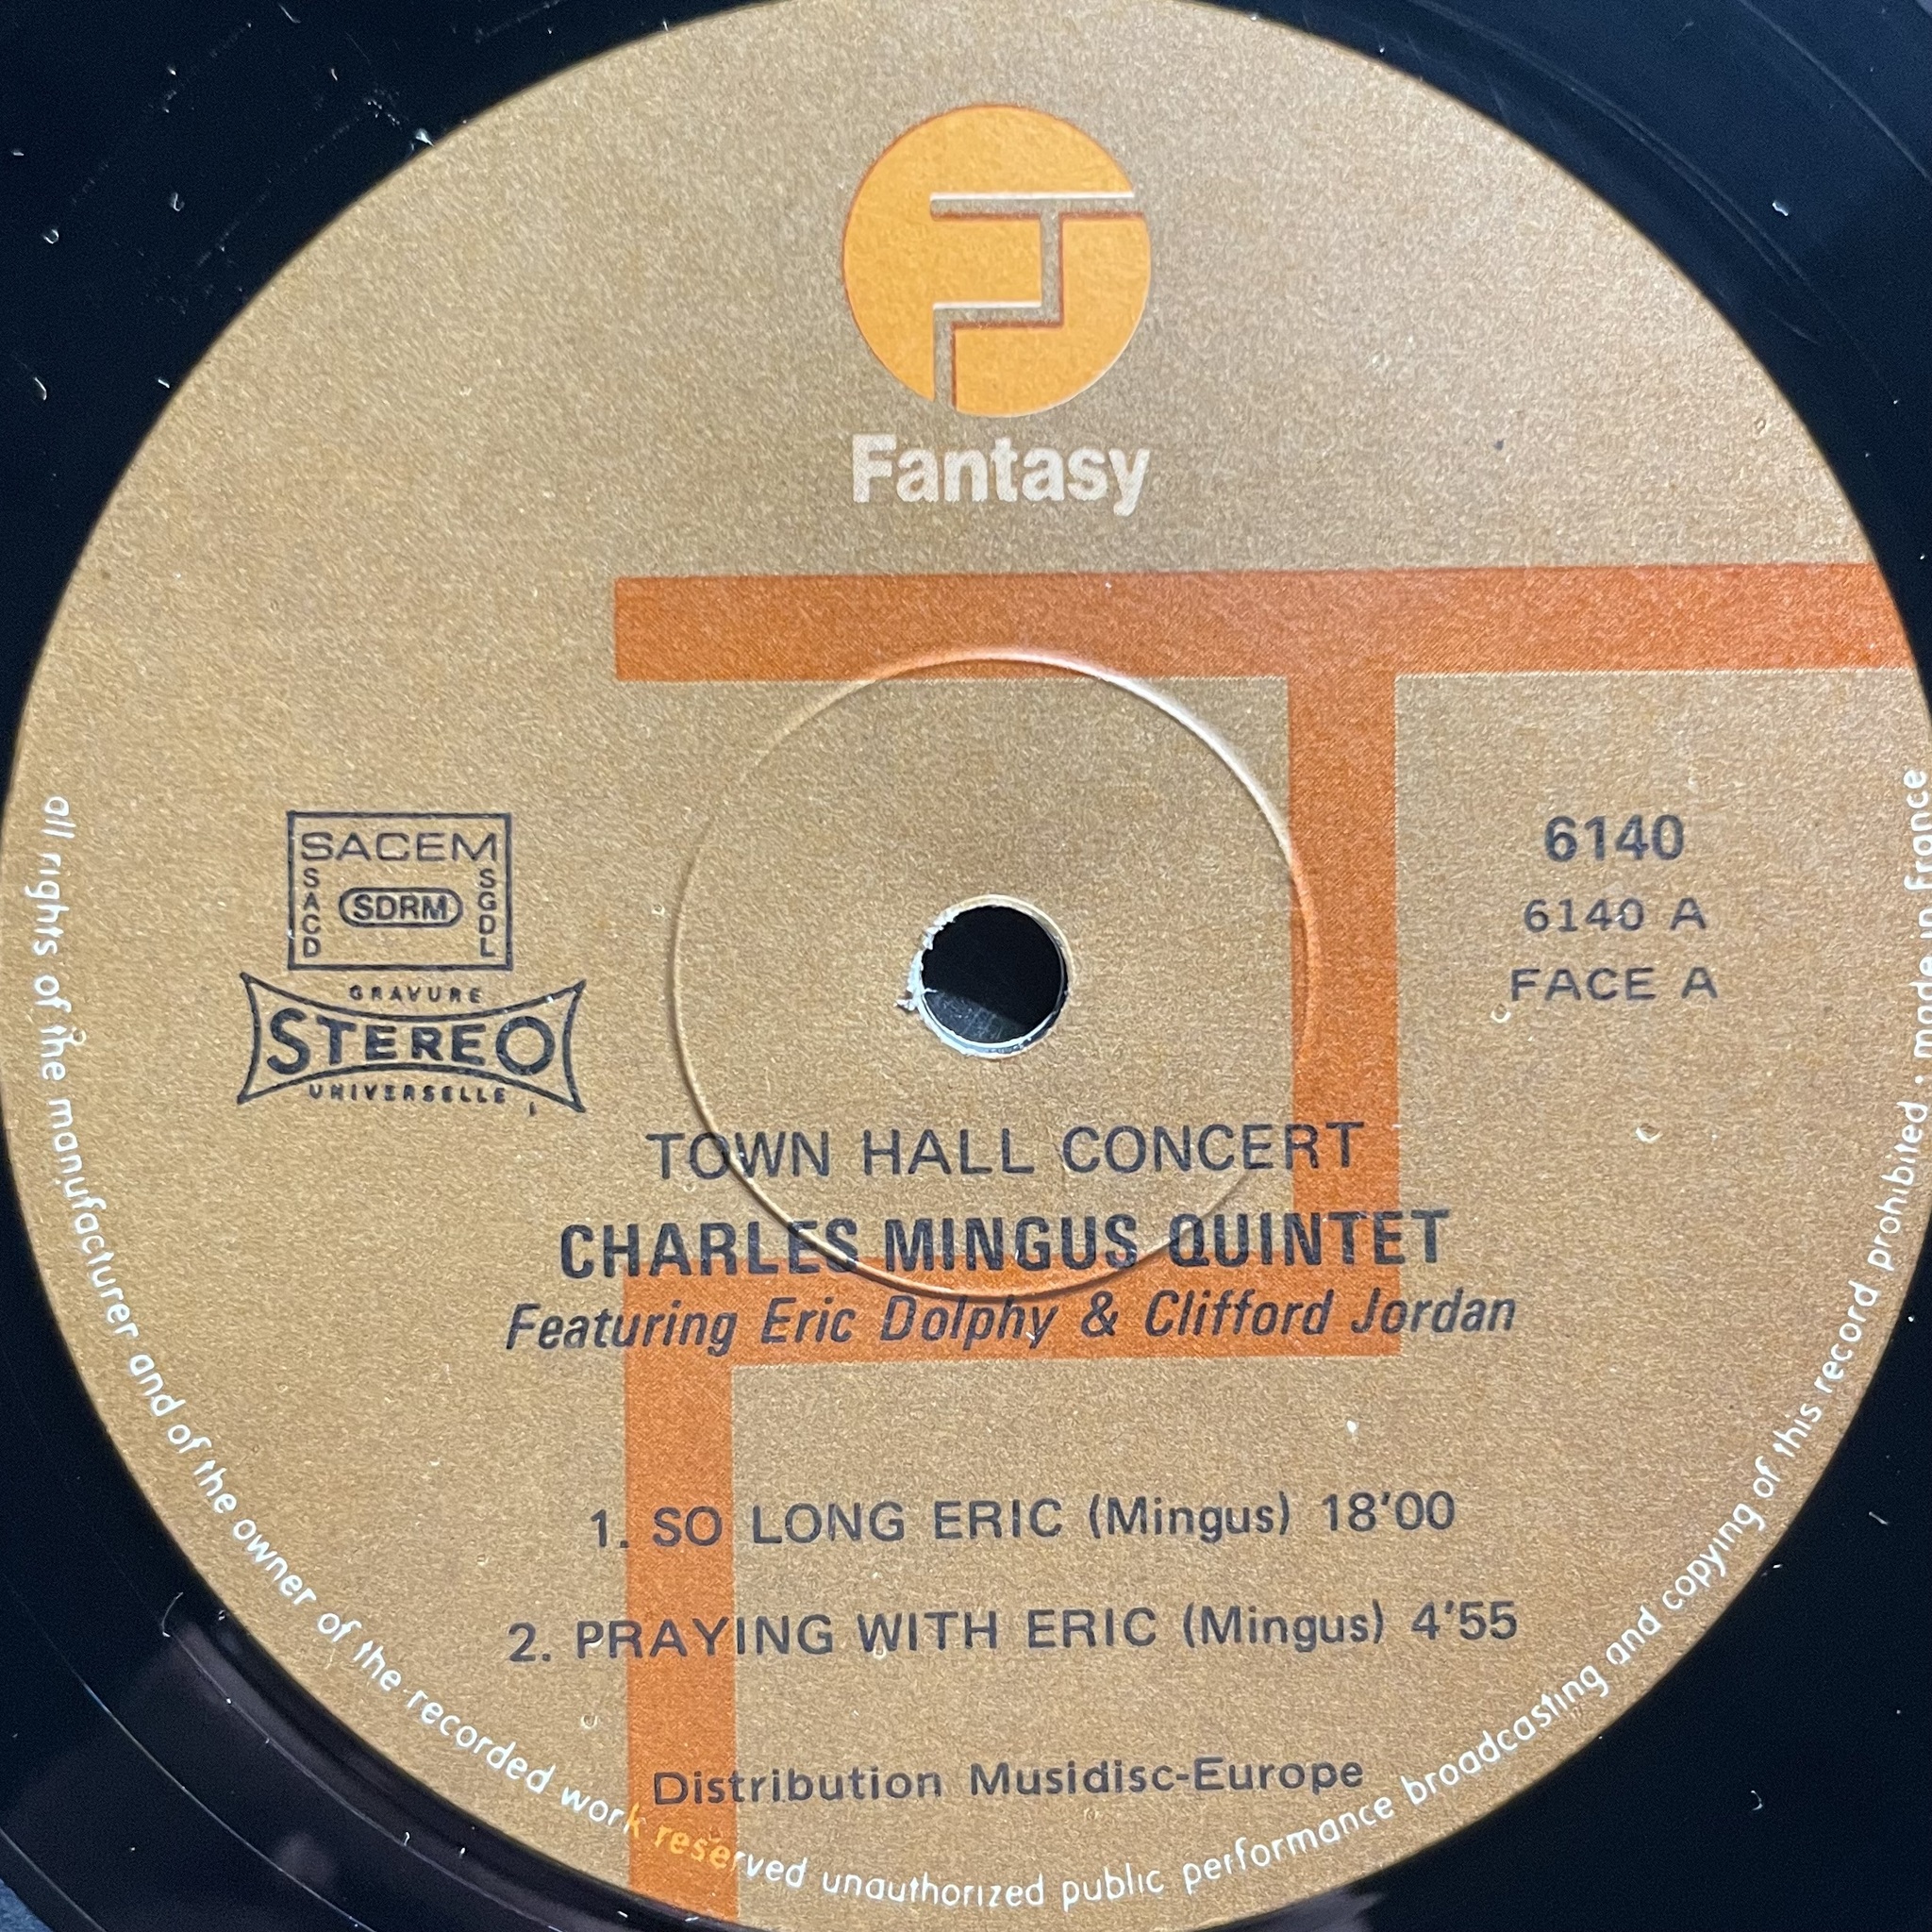 Fantasy
SACEM
SACD
SDRM
SGDL
GRAVURE
STEREO
UNIVERSELLE
6140
6140 A
FACE A
TOWN HALL CONCERT
CHARLES MINGUS QUINTET
Featuring Eric Dolphy & Clifford Jordan
1. SO LONG ERIC (Mingus) 18'00
2. PRAYING WITH ERIC (Mingus) 4'55
Distribution Musidisc-Europe
all rights of the manufacturer and of the owner of the recorded work reserved unauthorized public performance broadcasting and copying of this record prohibited, made in france